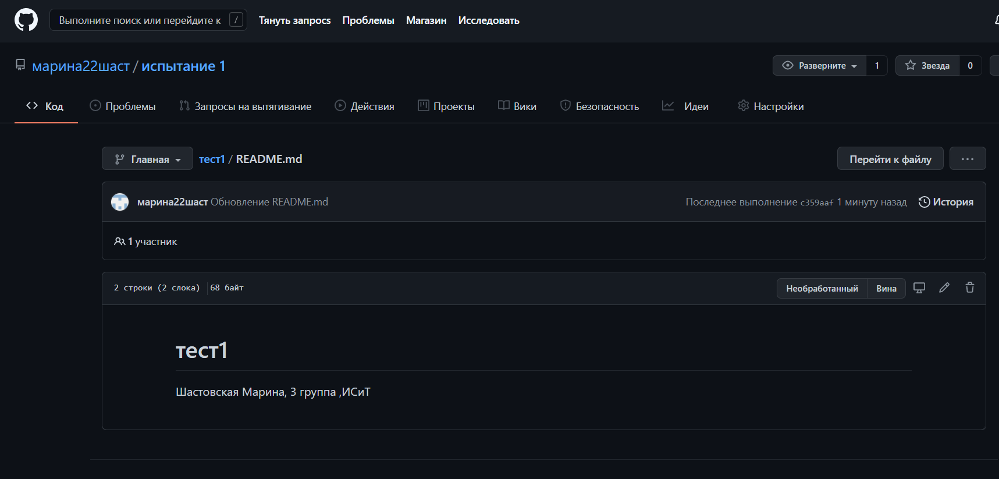 Выполните поиск или перейдите к /
Тянуть запросs Проблемы Магазин Исследовать
марина22шаст / испытание 1
Разверните 1 Звезда 0
Код Проблемы Запросы на вытягивание Действия Проекты Вики Безопасность Идеи Настройки
Главная тест1 / README.md Перейти к файлу ...
марина22шаст Обновление README.md Последнее выполнение c359aaf 1 минуту назад История
1 участник
2 строки (2 слока) 68 байт Необработанный Вина
тест1
Шастовская Марина, 3 группа ,ИСиТ